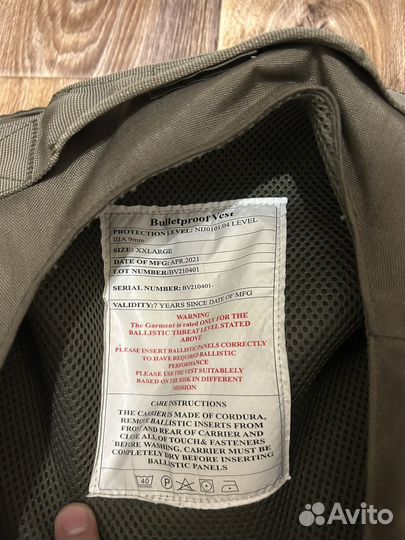 Bulletproof Vest
PROTECTION LEVEL: NIJ0101/04 LEVEL
IIIA 9mm
SIZE: XXLARGE
DATE OF MFG: APR.2021
LOT NUMBER:BV210401
SERIAL NUMBER: BV210401-
VALIDITY:7 YEARS SINCE DATE OF MFG
WARNING
The Garment is rated ONLY FOR THE
BALLISTIC THREAT LEVEL STATED
ABOVE
PLEASE INSERT BALLISTIC PANELS CORRECTLY
TO HAVE REQUIRED BALLISTIC
PERFORMANCE
PLEASE USE THE VEST SUITABLELY
BASED ON THE RISK IN DIFFERENT
MISSION
CARE INSTRUCTIONS
THE CARRIER IS MADE OF CORDURA,
REMOVE BALLISTIC INSERTS FROM
FRONT AND REAR OF CARRIER AND
CLOSE ALL OF TOUCH & FASTENERS
BEFORE WASHING. CARRIER MUST BE
COMPLETELY DRY BEFORE INSERTING
BALLISTIC PANELS
40 P
Avito